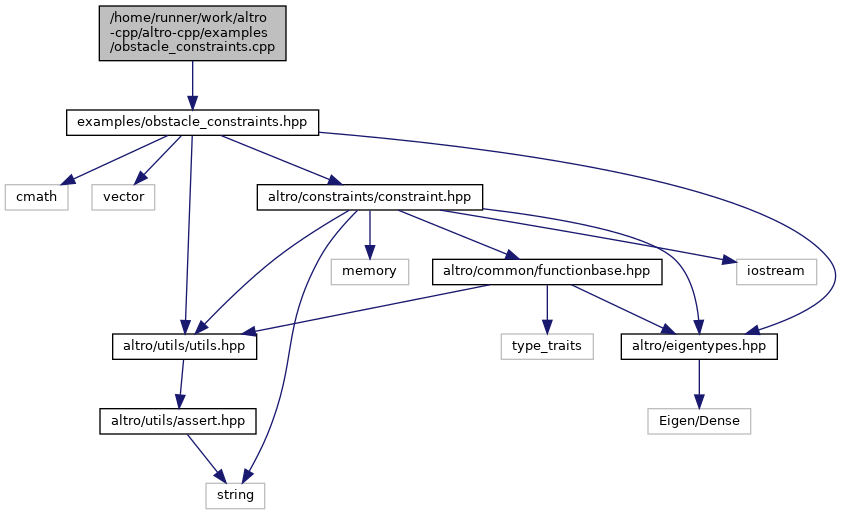 /home/runner/work/altro
-cpp/altro-cpp/examples
/obstacle_constraints.cpp
examples/obstacle_constraints.hpp
cmath
vector
altro/constraints/constraint.hpp
memory
altro/common/functionbase.hpp
iostream
altro/utils/utils.hpp
type_traits
altro/eigentypes.hpp
altro/utils/assert.hpp
Eigen/Dense
string